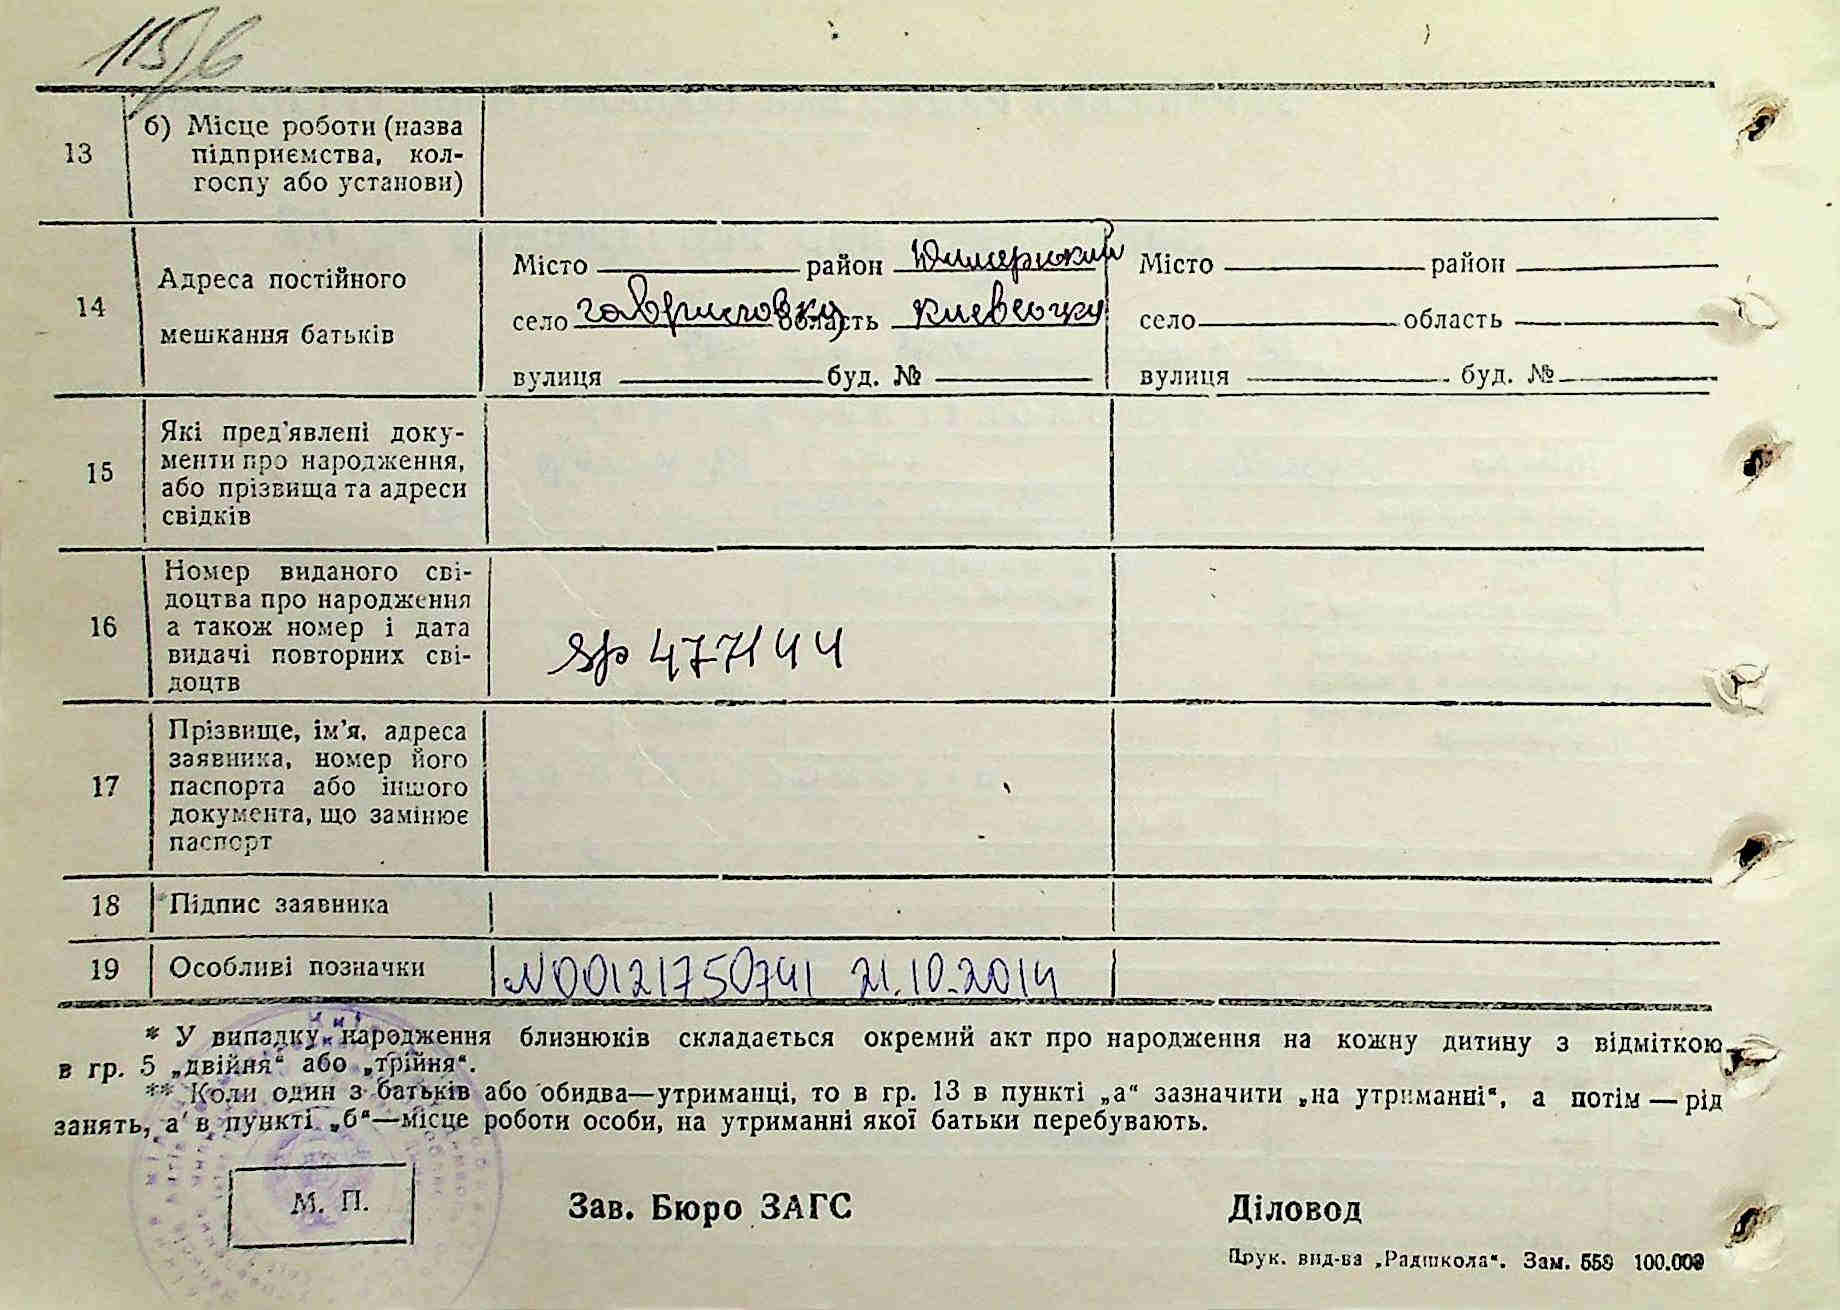 115/6
13
б) Місце роботи (назва
підприємства, кол-
госпу або установи)
14
Адреса постійного
мешкання батьків
Місто район Димерский
село гавриловка область Киевская
вулиця буд. №
Місто район
село область
вулиця буд. №
15
Які пред'явлені доку-
менти про народження,
або прізвища та адреси
свідків
16
Номер виданого сві-
доцтва про народження
а також номер і дата
видачі повторних сві-
доцтв
яр 477144
17
Прізвище, ім'я, адреса
заявника, номер його
паспорта або іншого
документа, що замінює
паспорт
18
Підпис заявника
19
Особливі позначки
N00121750741 21.10.2014
* У випадку народження близнюків складається окремий акт про народження на кожну дитину з відміткою
в гр. 5 „двійня“ або „трійня“.
** Коли один з батьків або обидва—утриманці, то в гр. 13 в пункті „а“ зазначити „на утриманні“, а потім — рід
занять, а в пункті „б“—місце роботи особи, на утриманні якої батьки перебувають.
М. П.
Зав. Бюро ЗАГС
Діловод
Друк. вид-ва „Радшкола“. Зам. 558 100.000